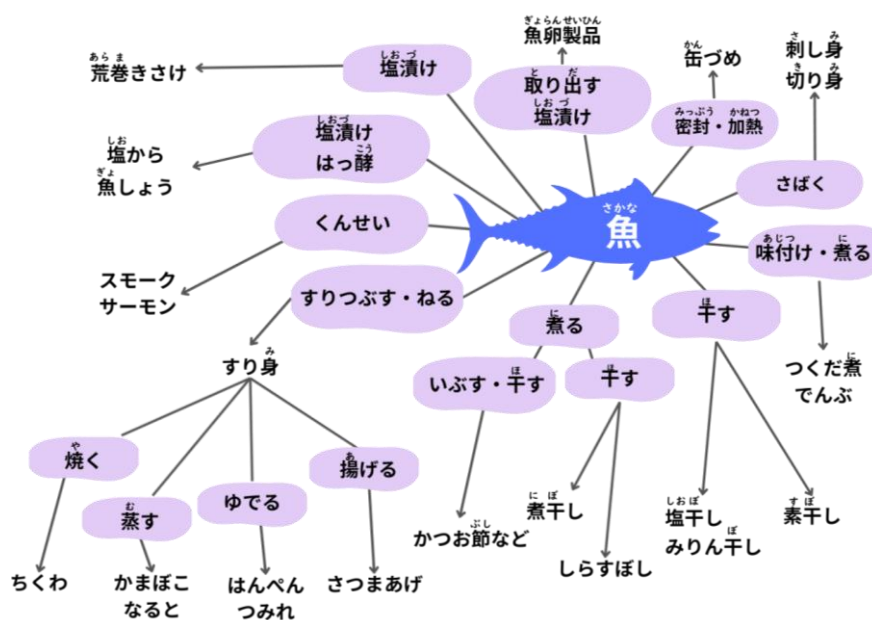 魚卵製品
取り出す
塩漬け
缶づめ
密封・加熱
刺し身
切り身
さばく
荒巻きさけ
塩漬け
塩から
魚しょう
塩漬け
はっ酵
魚
くんせい
スモーク
サーモン
味付け・煮る
つくだ煮
でんぶ
すりつぶす・ねる
すり身
煮る
干す
いぶす・干す
干す
焼く
蒸す
ゆでる
揚げる
ちくわ
かまぼこ
なると
はんぺん
つみれ
さつまあげ
かつお節など
煮干し
しらすぼし
塩干し
みりん干し
素干し